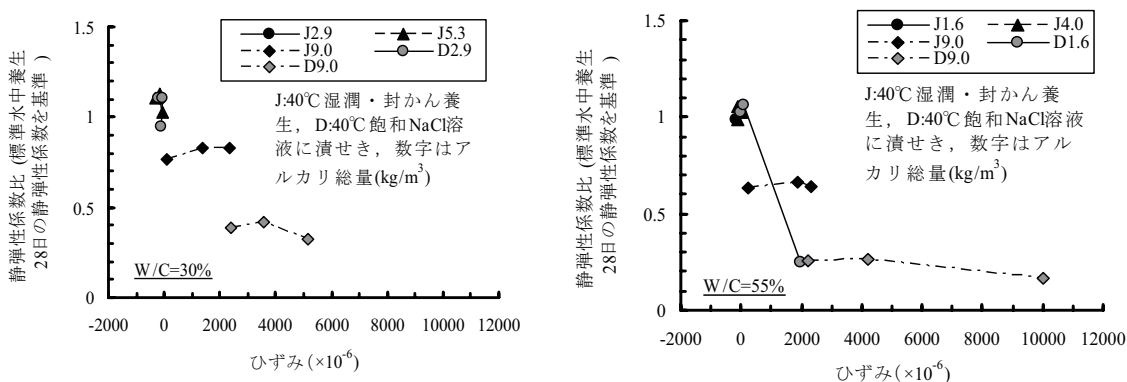 静弾性係数比 (標準水中養生
28日の静弾性係数を基準 )
1.5
1
0.5
0
J2.9
J5.3
J9.0
D2.9
D9.0
J:40℃湿潤・封かん養
生，D:40℃飽和NaCl溶
液に漬せき，数字はア
ルカリ総量(kg/m3)
W/C=30%
-2000 0 2000 4000 6000 8000 10000 12000
ひずみ(×10-6)
静弾性係数比 (標準水中養生
28日の静弾性係数を基準 )
1.5
1
0.5
0
J1.6
J4.0
J9.0
D1.6
D9.0
J:40℃湿潤・封かん養
生，D:40℃飽和NaCl溶液
に漬せき，数字はアル
カリ総量(kg/m3)
W/C=55%
-2000 0 2000 4000 6000 8000 10000 12000
ひずみ(×10-6)